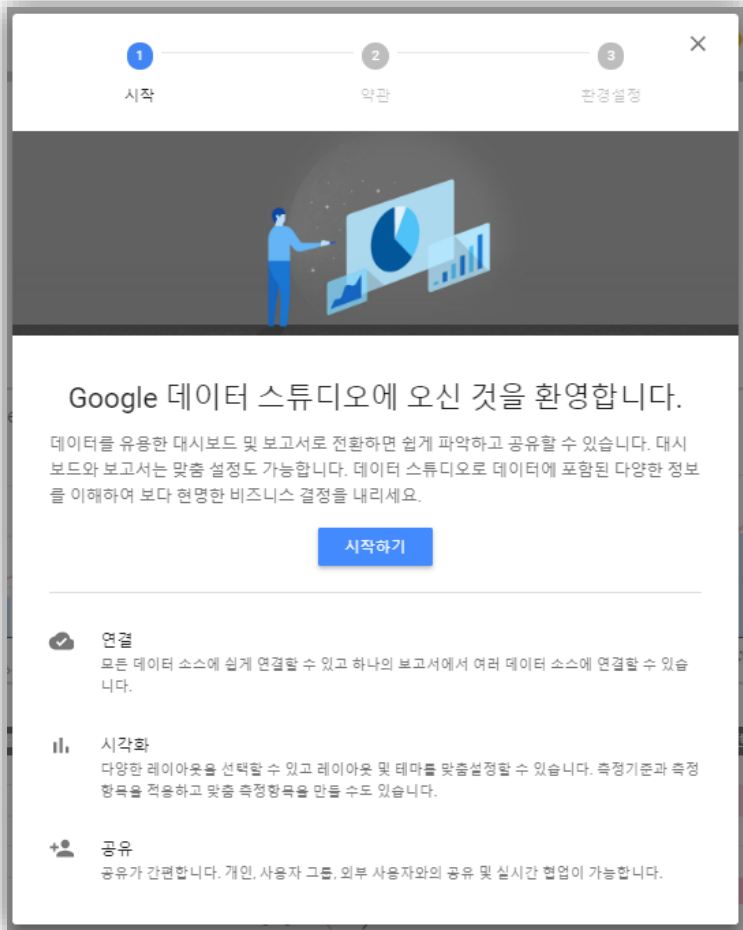 1
2
3
시작
약관
환경설정
Google 데이터 스튜디오에 오신 것을 환영합니다.
데이터를 유용한 대시보드 및 보고서로 전환하면 쉽게 파악하고 공유할 수 있습니다. 대시
보드와 보고서는 맞춤 설정도 가능합니다. 데이터 스튜디오로 데이터에 포함된 다양한 정보
를 이해하여 보다 현명한 비즈니스 결정을 내리세요.
시작하기
연결
모든 데이터 소스에 쉽게 연결할 수 있고 하나의 보고서에서 여러 데이터 소스에 연결할 수 있습
니다.
시각화
다양한 레이아웃을 선택할 수 있고 레이아웃 및 테마를 맞춤설정할 수 있습니다. 측정기준과 측정
항목을 적용하고 맞춤 측정항목을 만들 수도 있습니다.
공유
공유가 간편합니다. 개인, 사용자 그룹, 외부 사용자와의 공유 및 실시간 협업이 가능합니다.